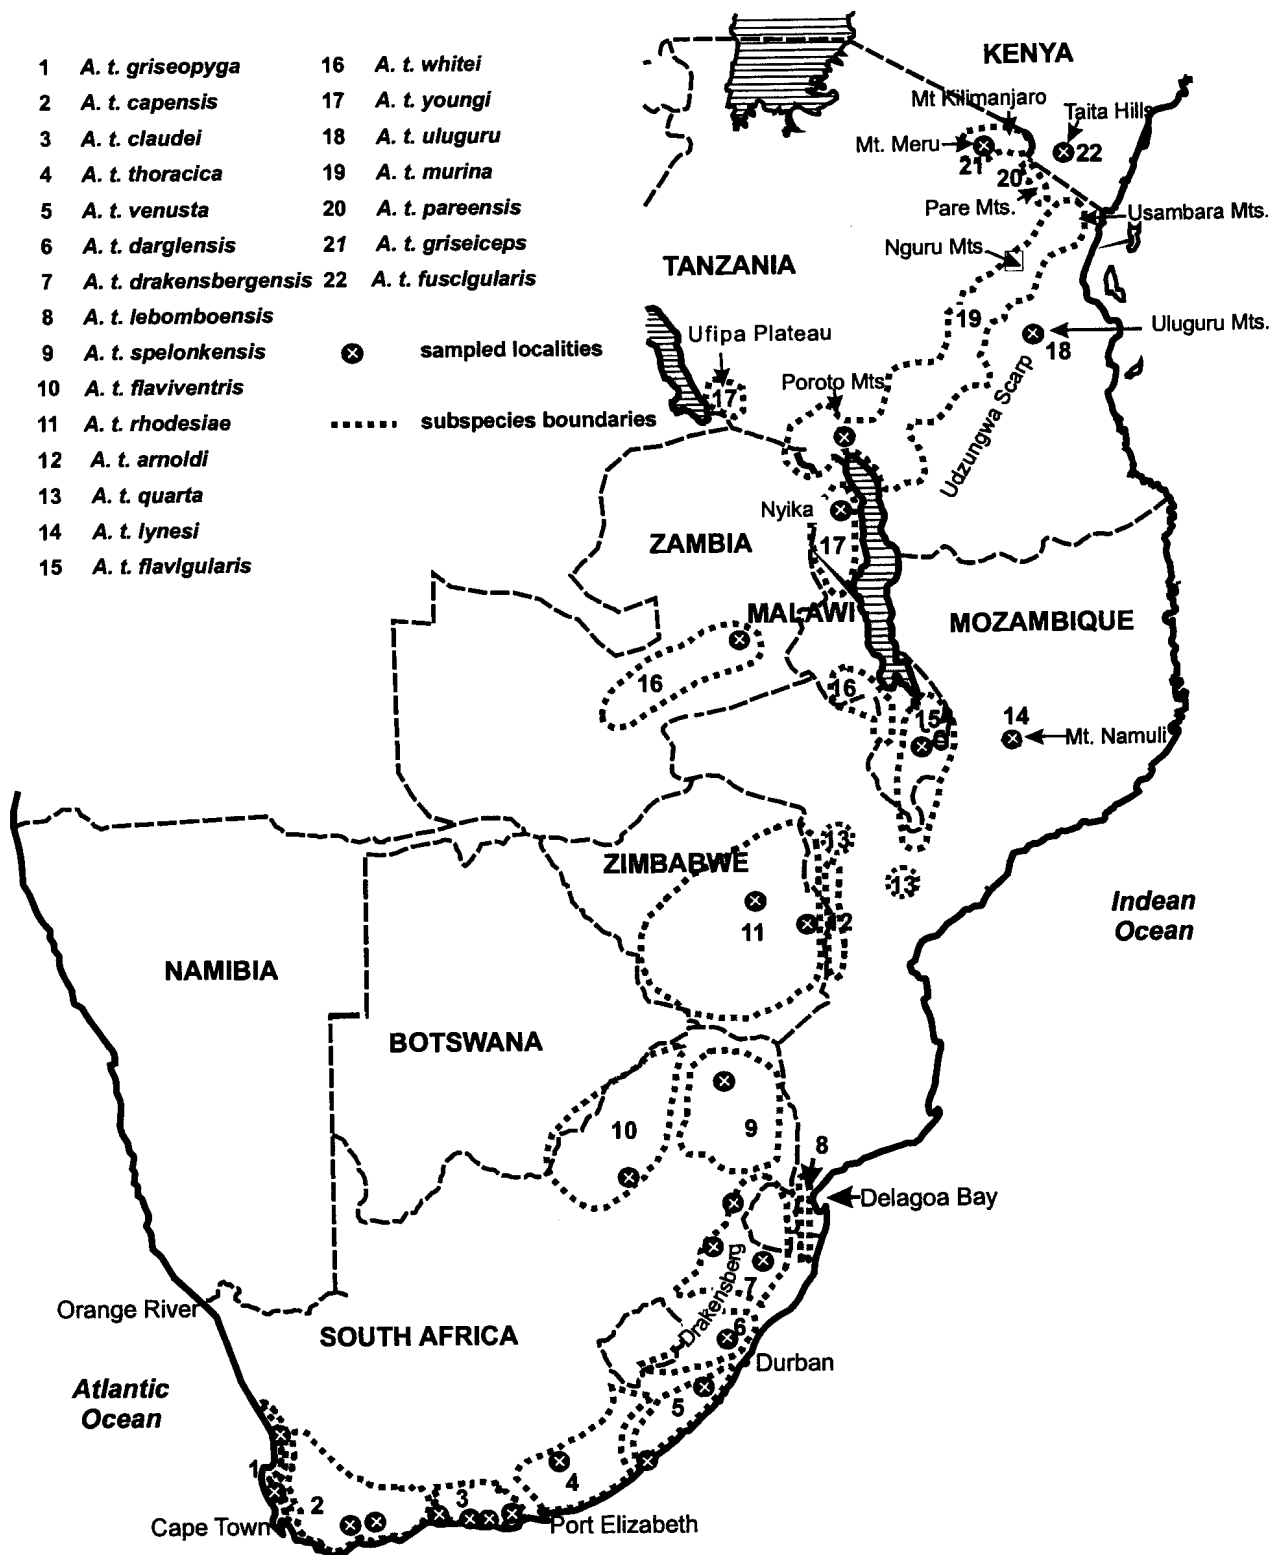 1 A. t. griseopyga
2 A. t. capensis
3 A. t. claudei
4 A. t. thoracica
5 A. t. venusta
6 A. t. darglensis
7 A. t. drakensbergensis
8 A. t. lebomboensis
9 A. t. spelonkensis
10 A. t. flaviventris
11 A. t. rhodesiae
12 A. t. arnoldi
13 A. t. quarta
14 A. t. lynesi
15 A. t. flavigularis
16 A. t. whitei
17 A. t. youngi
18 A. t. uluguru
19 A. t. murina
20 A. t. pareensis
21 A. t. griseiceps
22 A. t. fuscigularis
sampled localities
subspecies boundaries
KENYA
Mt Kilimanjaro
Taita Hills
Mt. Meru
21
22
20
Pare Mts.
Usambara Mts.
Nguru Mts.
TANZANIA
19
Uluguru Mts.
18
Ufipa Plateau
17
Poroto Mts.
Udzungwa Scarp
Nyika
17
ZAMBIA
MALAWI
MOZAMBIQUE
16
16
15
14
Mt. Namuli
13
ZIMBABWE
13
11
12
Indean
Ocean
NAMIBIA
BOTSWANA
10
9
8
Delagoa Bay
Drakensberg
7
Orange River
SOUTH AFRICA
6
Durban
Atlantic
Ocean
5
4
1
2
3
Cape Town
Port Elizabeth